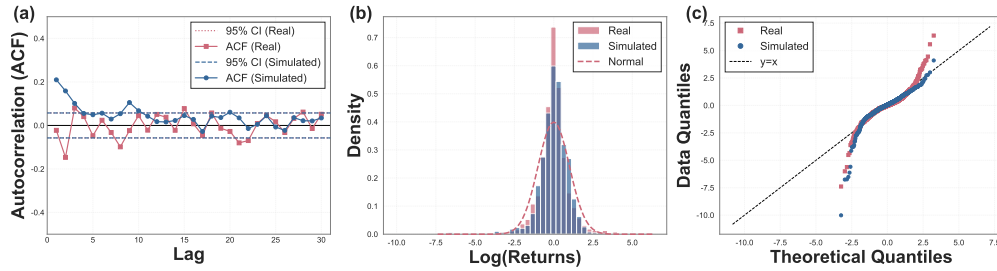 (a)
Autocorrelation (ACF)
0.4
0.2
0.0
-0.2
-0.4
95% CI (Real)
ACF (Real)
95% CI (Simulated)
ACF (Simulated)
0 5 10 15 20 25 30
Lag
(b)
Density
0.7
0.6
0.5
0.4
0.3
0.2
0.1
0.0
Real
Simulated
Normal
-10.0 -7.5 -5.0 -2.5 0.0 2.5 5.0
Log(Returns)
(c)
Data Quantiles
7.5
5.0
2.5
0.0
-2.5
-5.0
-7.5
-10.0
Real
Simulated
y=x
-10.0 -7.5 -5.0 -2.5 0.0 2.5 5.0 7.5
Theoretical Quantiles